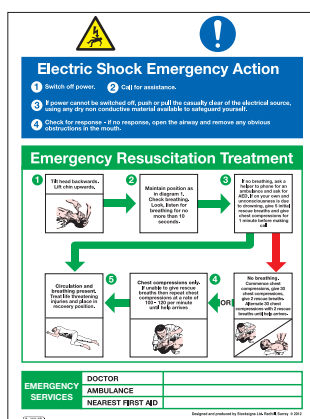 Electric Shock Emergency Action
1 Switch off power. 2 Call for assistance.
3 If power cannot be switched off, push or pull the casualty clear of the electrical source,
using any dry non conductive material available to safeguard yourself.
4 Check for response - if no response, open the airway and remove any obvious
obstructions in the mouth.
Emergency Resuscitation Treatment
1
Tilt head backwards.
Lift chin upwards.
2
Maintain position as
in diagram 1.
Check breathing.
Look, listen for
breathing for no
more than 10
seconds.
3
If no breathing, ask a
helper to phone for an
ambulance and ask for
AED. If on your own and
unconsciousness is due
to drowning, give 5 initial
rescue breaths and give
chest compressions for
1 minute before making
call
Circulation and
breathing present.
Treat life threatening
injuries and place in
recovery position.
5
Chest compressions only.
If unable to give rescue
breaths then repeat chest
compressions at a rate of
100 - 120 per minute
until help arrives
4
OR
No breathing.
Commence chest
compressions, give 30 chest
compressions,
give 2 rescue breaths.
Alternate 30 chest
compressions with 2 rescue
breaths until help arrives.
EMERGENCY
SERVICES
DOCTOR
AMBULANCE
NEAREST FIRST AID
Designed and produced by Stocksigns Ltd, Redhill, Surrey © 2012